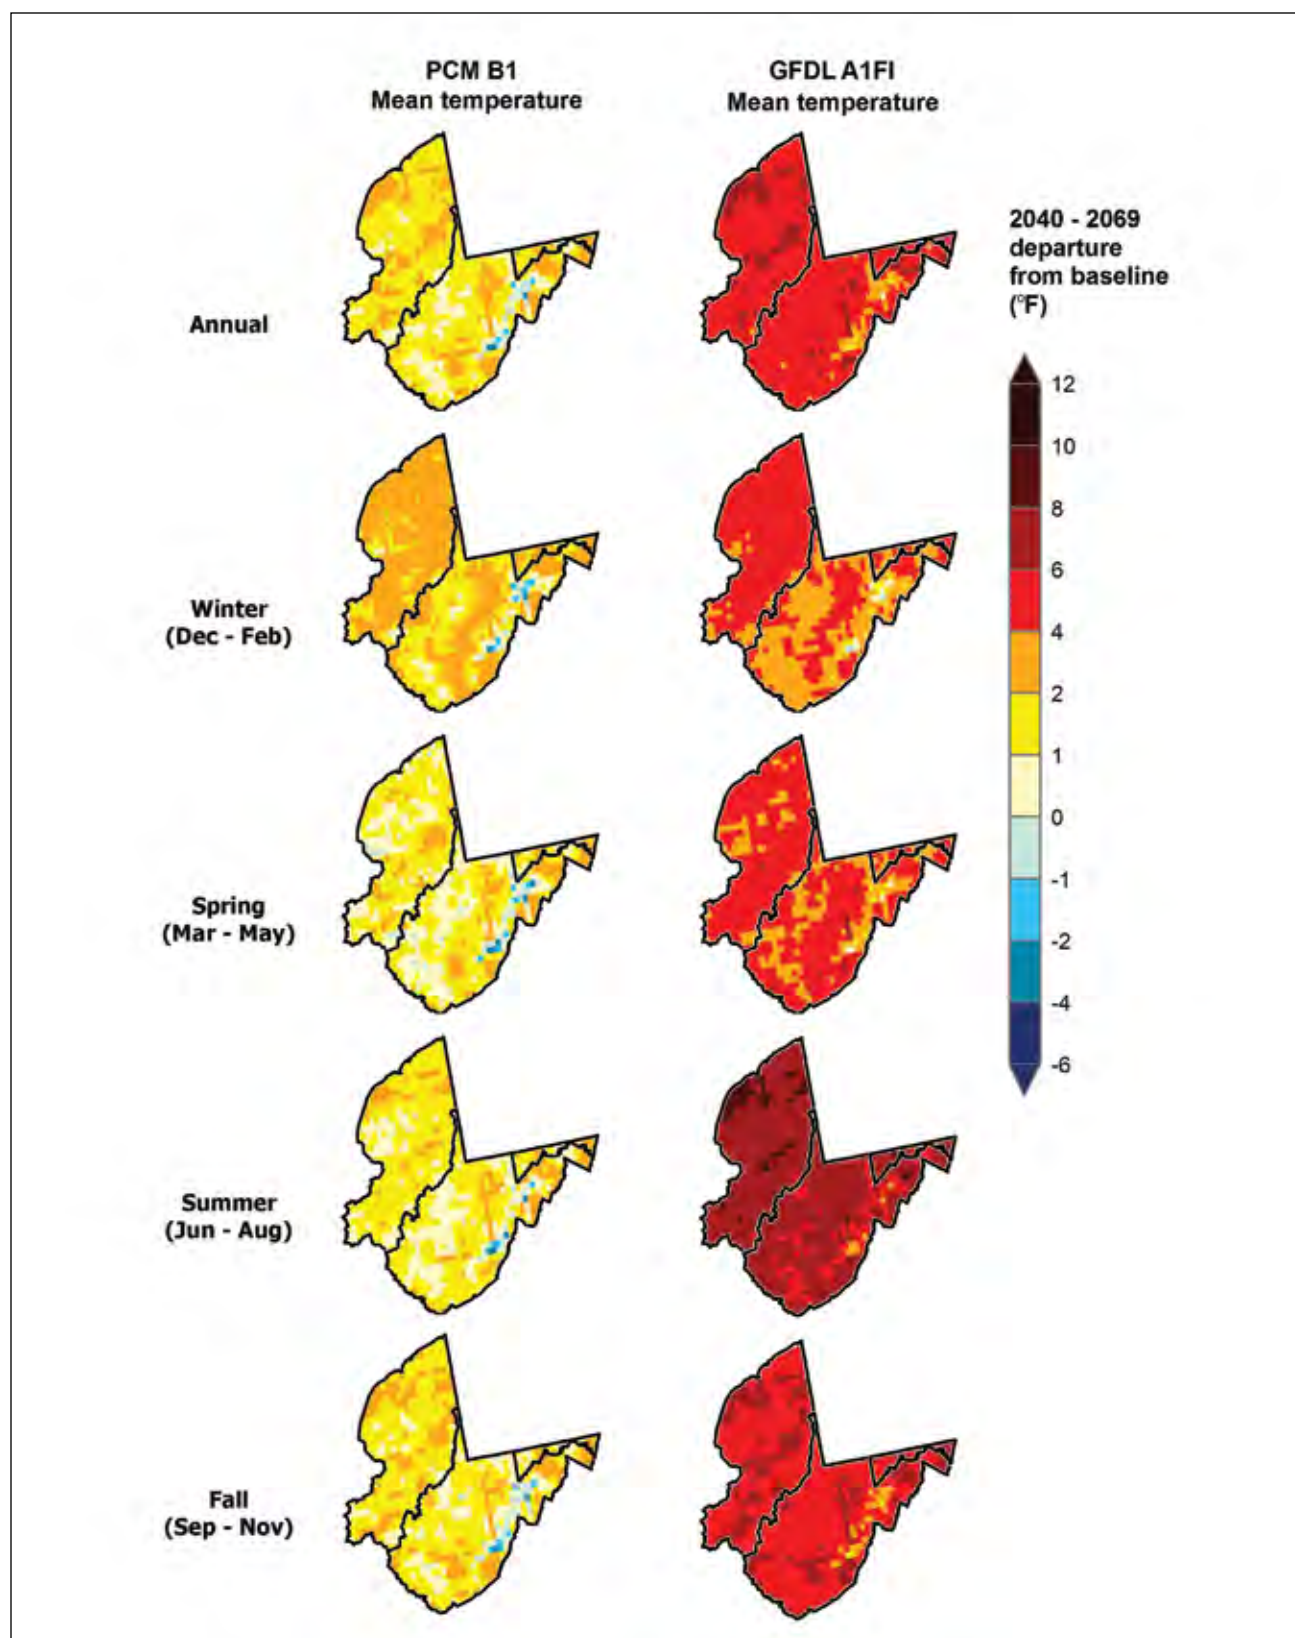 PCM B1
Mean temperature
GFDL A1FI
Mean temperature
2040 - 2069
departure
from baseline
(°F)
Annual
Winter
(Dec - Feb)
Spring
(Mar - May)
Summer
(Jun - Aug)
Fall
(Sep - Nov)
12
10
8
6
4
2
1
0
-1
-2
-4
-6